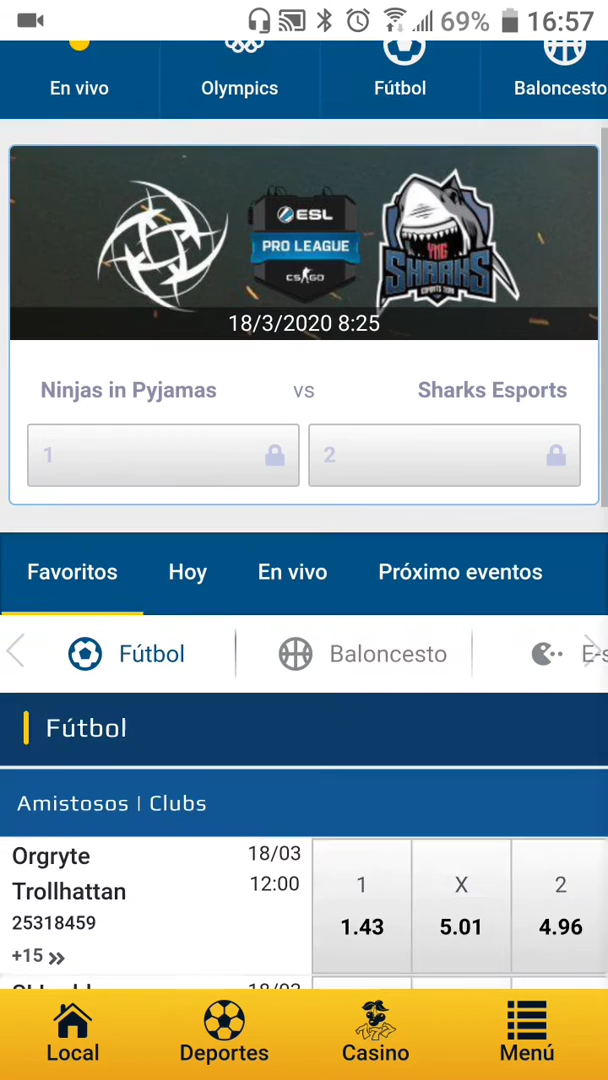 69% 16:57
En vivo Olympics Fútbol Baloncesto
ESL
PRO LEAGUE
CS GO
YNG
SHARKS
ESPORTS TEAM
18/3/2020 8:25
Ninjas in Pyjamas vs Sharks Esports
1 2
Favoritos Hoy En vivo Próximo eventos
Fútbol Baloncesto E-s
Fútbol
Amistosos | Clubs
Orgryte 18/03
Trollhattan 12:00
25318459
+15 »
1 X 2
1.43 5.01 4.96
Local Deportes Casino Menú